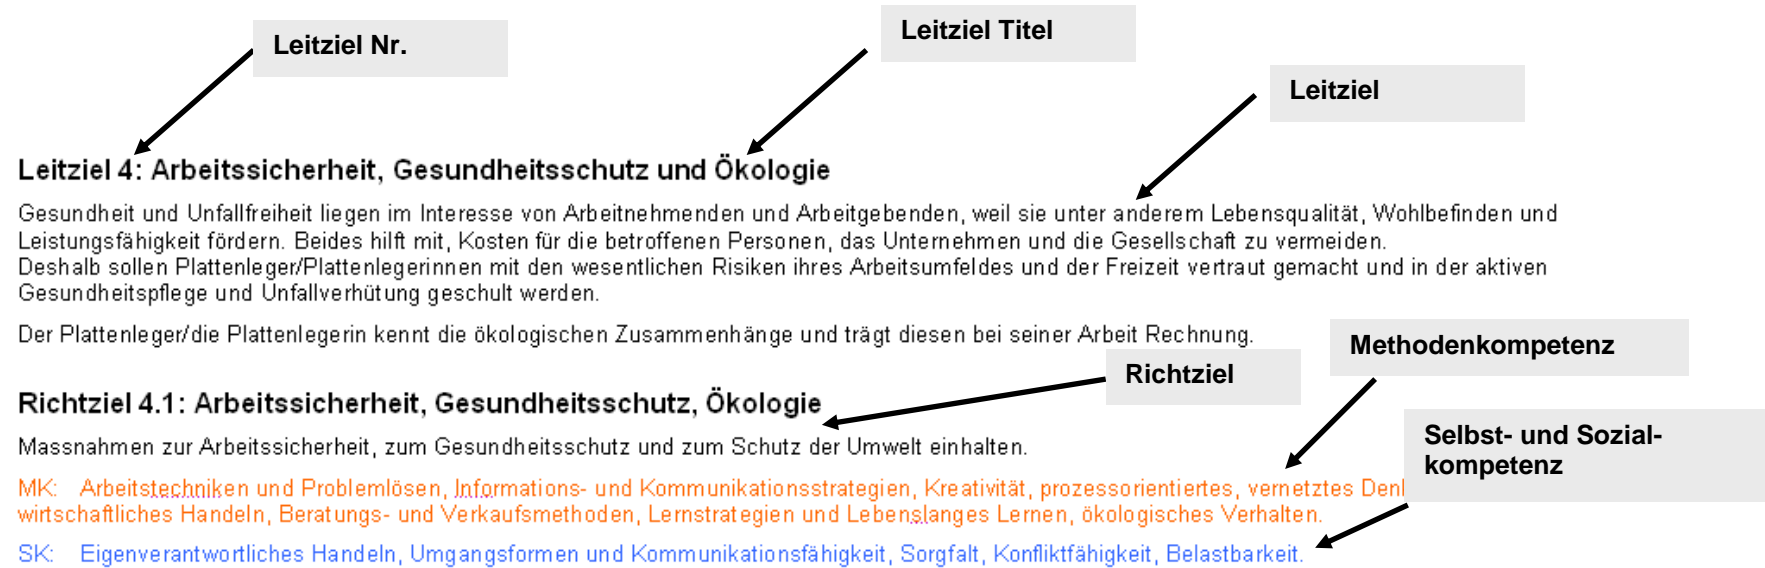 Leitziel Nr.
Leitziel Titel
Leitziel
Leitziel 4: Arbeitssicherheit, Gesundheitsschutz und Ökologie
Gesundheit und Unfallfreiheit liegen im Interesse von Arbeitnehmenden und Arbeitgebenden, weil sie unter anderem Lebensqualität, Wohlbefinden und
Leistungsfähigkeit fördern. Beides hilft mit, Kosten für die betroffenen Personen, das Unternehmen und die Gesellschaft zu vermeiden.
Deshalb sollen Plattenleger/Plattenlegerinnen mit den wesentlichen Risiken ihres Arbeitsumfeldes und der Freizeit vertraut gemacht und in der aktiven
Gesundheitspflege und Unfallverhütung geschult werden.
Der Plattenleger/die Plattenlegerin kennt die ökologischen Zusammenhänge und trägt diesen bei seiner Arbeit Rechnung.
Methodenkompetenz
Richtziel
Richtziel 4.1: Arbeitssicherheit, Gesundheitsschutz, Ökologie
Selbst- und Sozial-
kompetenz
Massnahmen zur Arbeitssicherheit, zum Gesundheitsschutz und zum Schutz der Umwelt einhalten.
MK: Arbeitstechniken und Problemlösen, Informations- und Kommunikationsstrategien, Kreativität, prozessorientiertes, vernetztes
wirtschaftliches Handeln, Beratungs- und Verkaufsmethoden, Lernstrategien und Lebenslanges Lernen, ökologisches Verhalten.
SK: Eigenverantwortliches Handeln, Umgangsformen und Kommunikationsfähigkeit, Sorgfalt, Konfliktfähigkeit, Belastbarkeit.